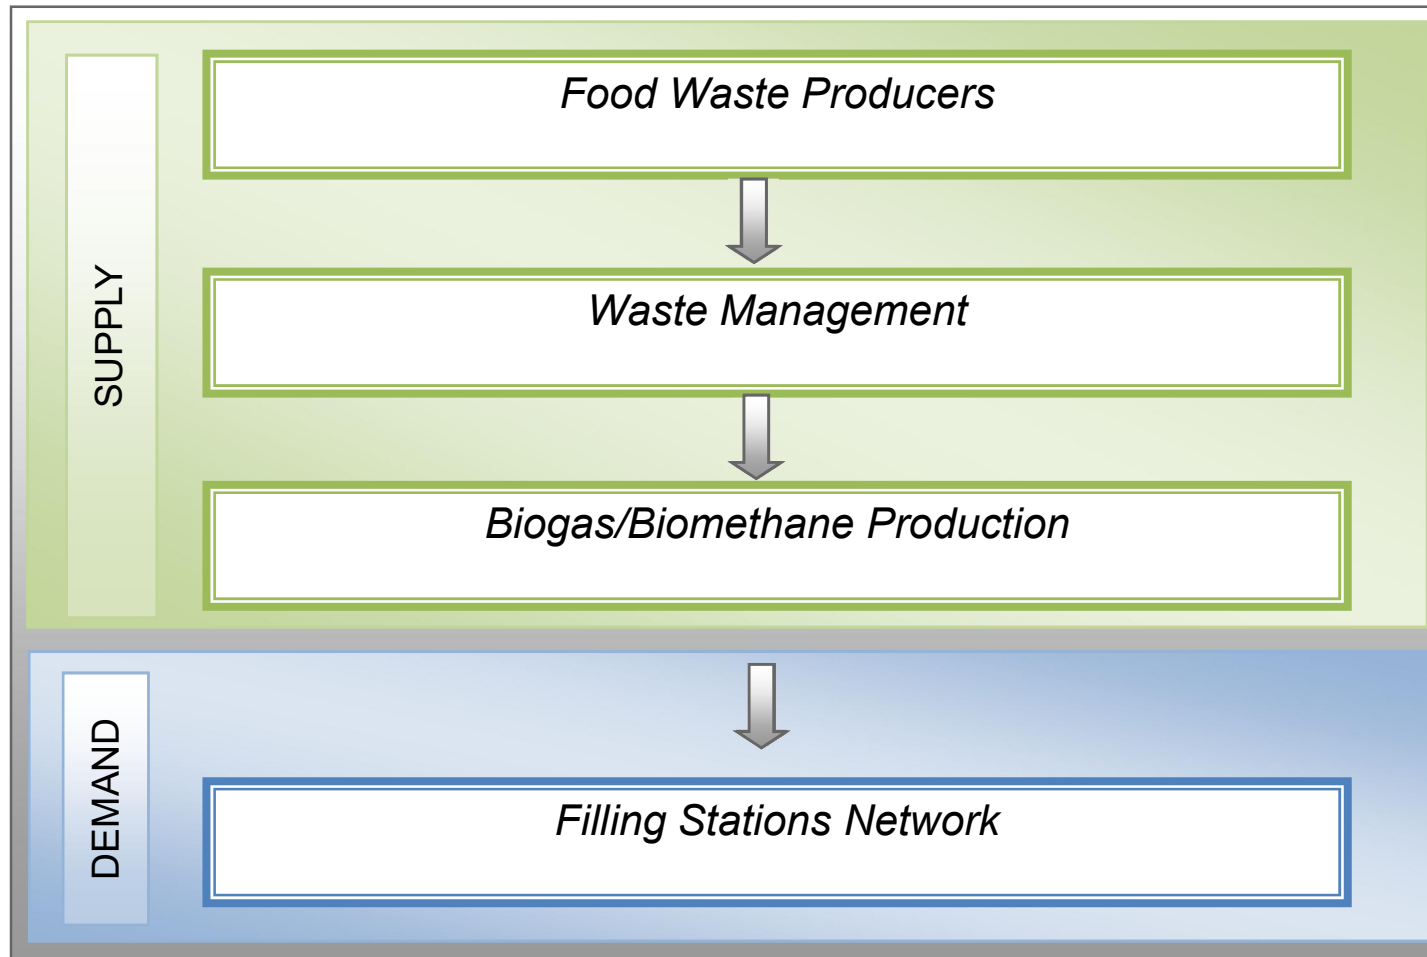 SUPPLY
Food Waste Producers
Waste Management
Biogas/Biomethane Production
DEMAND
Filling Stations Network